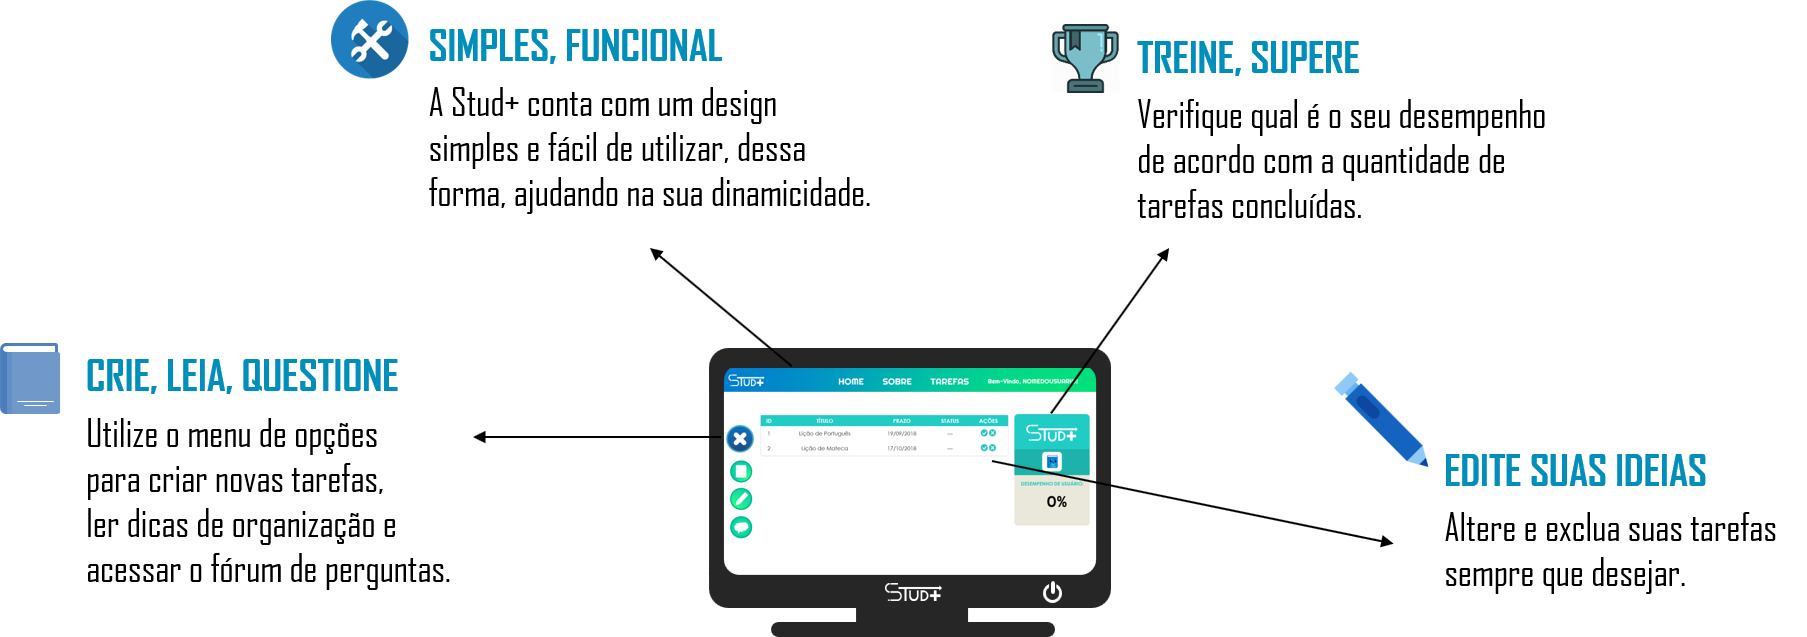 SIMPLES, FUNCIONAL
A Stud+ conta com um design
simples e fácil de utilizar, dessa
forma, ajudando na sua dinamicidade.
TREINE, SUPERE
Verifique qual é o seu desempenho
de acordo com a quantidade de
tarefas concluídas.
CRIE, LEIA, QUESTIONE
Utilize o menu de opções
para criar novas tarefas,
ler dicas de organização e
acessar o fórum de perguntas.
STUD+ HOME SOBRE TAREFAS Bem-Vindo, NOMEDOUSUARIO!
ID TÍTULO PRAZO STATUS AÇÕES
1 Lição de Português 19/09/2018 ---
2 Lição de Mateca 17/10/2018 ---
STUD+
DESEMPENHO DE USUÁRIO:
0%
STUD+
EDITE SUAS IDEIAS
Altere e exclua suas tarefas
sempre que desejar.